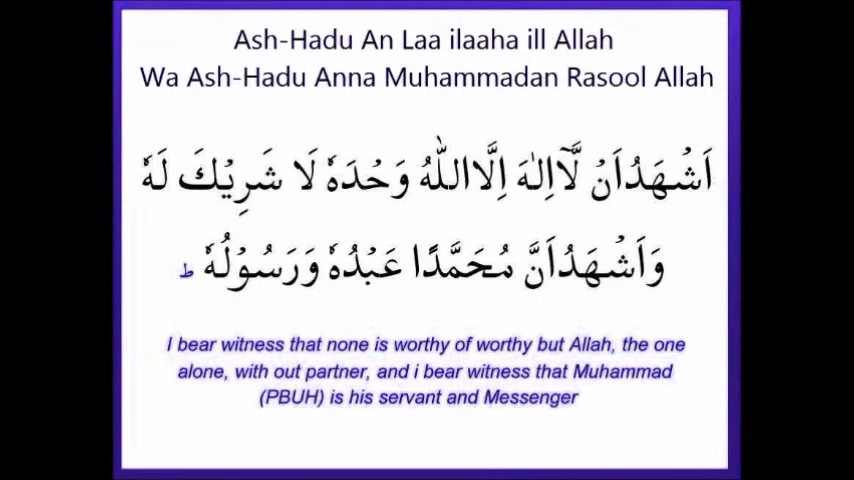 Ash-Hadu An Laa ilaaha ill Allah
Wa Ash-Hadu Anna Muhammadan Rasool Allah
اَشْهَدُ اَنْ لَّآ اِلٰهَ اِلَّا اللّٰهُ وَحْدَهٗ لَا شَرِيْكَ لَهٗ
وَاَشْهَدُ اَنَّ مُحَمَّدًا عَبْدُهٗ وَرَسُوْلُهٗ ط
I bear witness that none is worthy of worthy but Allah, the one
alone, with out partner, and i bear witness that Muhammad
(PBUH) is his servant and Messenger